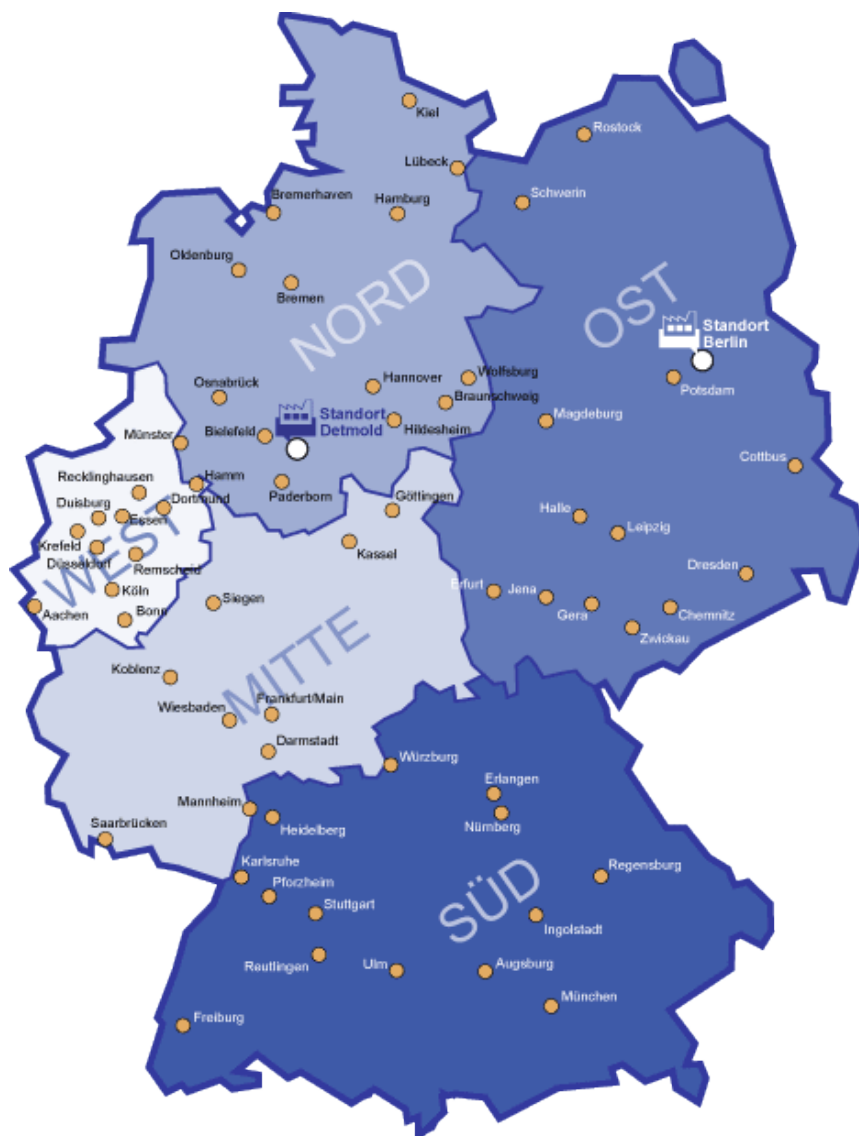 Kiel
Rostock
Lübeck
Schwerin
Bremerhaven
Hamburg
Oldenburg
Bremen
NORD
OST
Standort
Berlin
Potsdam
Osnabrück
Hannover
Wolfsburg
Braunschweig
Standort
Detmold
Bielefeld
Hildesheim
Magdeburg
Münster
Cottbus
Recklinghausen
Hamm
Paderborn
Göttingen
Duisburg
Dortmund
Essen
Halle
Leipzig
WEST
Krefeld
Kassel
Düsseldorf
Remscheid
Dresden
Köln
Siegen
Erfurt
Jena
Gera
Chemnitz
Aachen
Bonn
Zwickau
MITTE
Koblenz
Frankfurt/Main
Wiesbaden
Darmstadt
Würzburg
Erlangen
Mannheim
Heidelberg
Nürnberg
Saarbrücken
Karlsruhe
Regensburg
Pforzheim
SÜD
Stuttgart
Ingolstadt
Reutlingen
Ulm
Augsburg
München
Freiburg